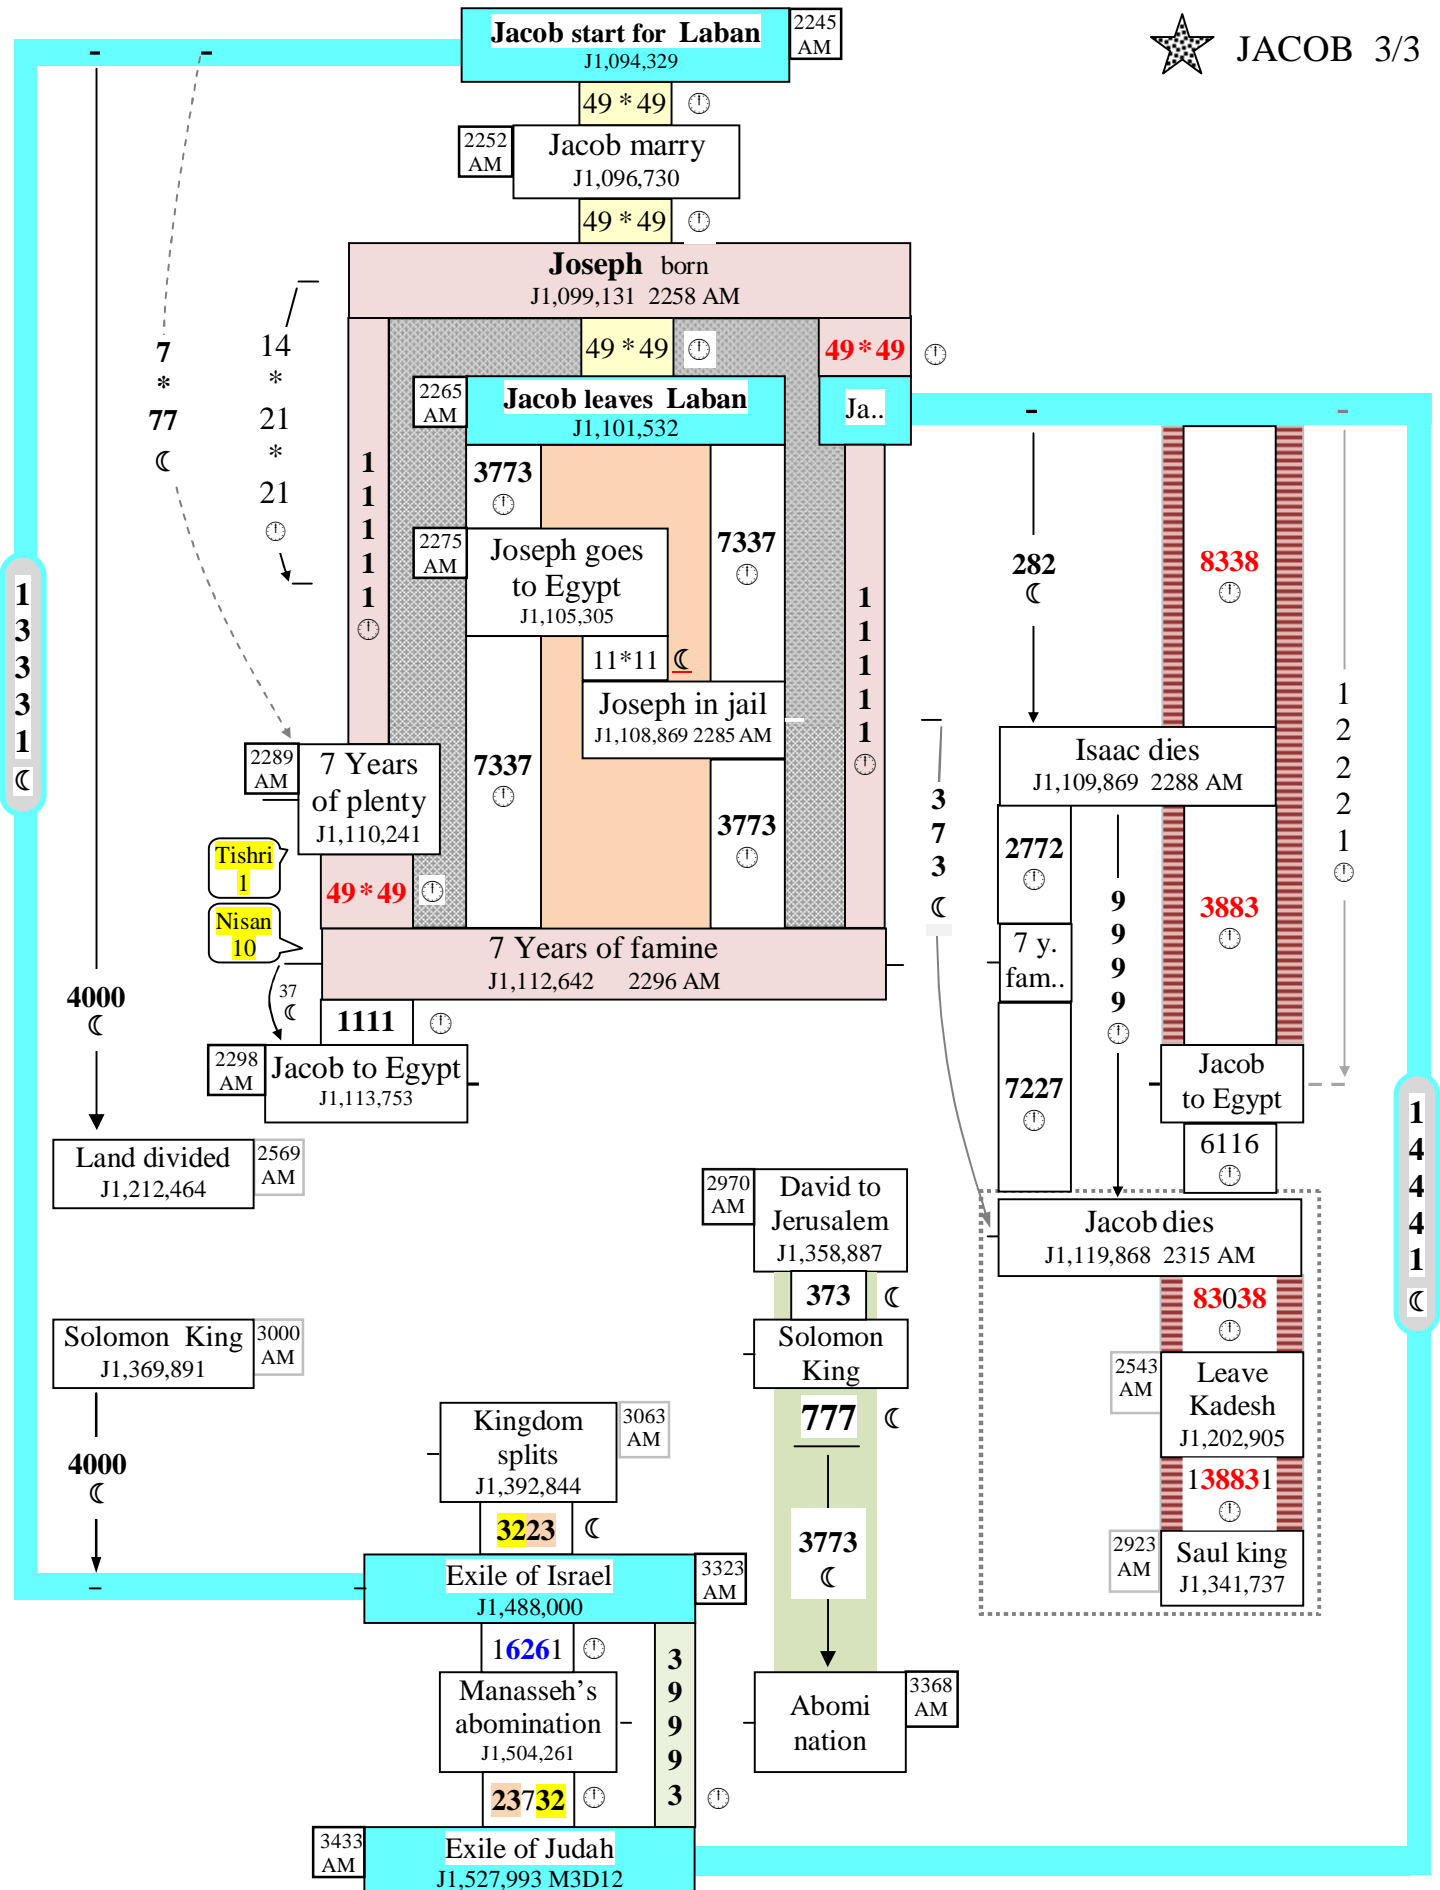 JACOB 3/3
Jacob start for Laban
J1,094,329
2245
AM
49 * 49
2252
AM
Jacob marry
J1,096,730
49 * 49
Joseph born
J1,099,131 2258 AM
7
*
77
14
*
21
*
21
49 * 49
49 * 49
2265
AM
Jacob leaves Laban
J1,101,532
Ja..
1
1
1
1
1
3773
7337
2275
AM
Joseph goes
to Egypt
J1,105,305
11*11
Joseph in jail
J1,108,869 2285 AM
7337
3773
1
1
1
1
1
282
8338
1
2
2
2
1
1
3
3
3
1
2289
AM
7 Years
of plenty
J1,110,241
Isaac dies
J1,109,869 2288 AM
3
7
3
2772
9
9
9
9
3883
Tishri
1
49 * 49
Nisan
10
7 Years of famine
J1,112,642 2296 AM
7 y.
fam..
4000
37
1111
2298
AM
Jacob to Egypt
J1,113,753
Jacob
to Egypt
7227
6116
1
4
4
4
1
Land divided
J1,212,464
2569
AM
2970
AM
David to
Jerusalem
J1,358,887
Jacob dies
J1,119,868 2315 AM
373
83038
Solomon King
J1,369,891
3000
AM
Solomon
King
2543
AM
Leave
Kadesh
J1,202,905
777
Kingdom
splits
J1,392,844
3063
AM
4000
138831
3223
3773
2923
AM
Saul king
J1,341,737
Exile of Israel
J1,488,000
3323
AM
16261
3
9
9
9
3
Manasseh's
abomination
J1,504,261
Abomi
nation
3368
AM
23732
3433
AM
Exile of Judah
J1,527,993 M3D12